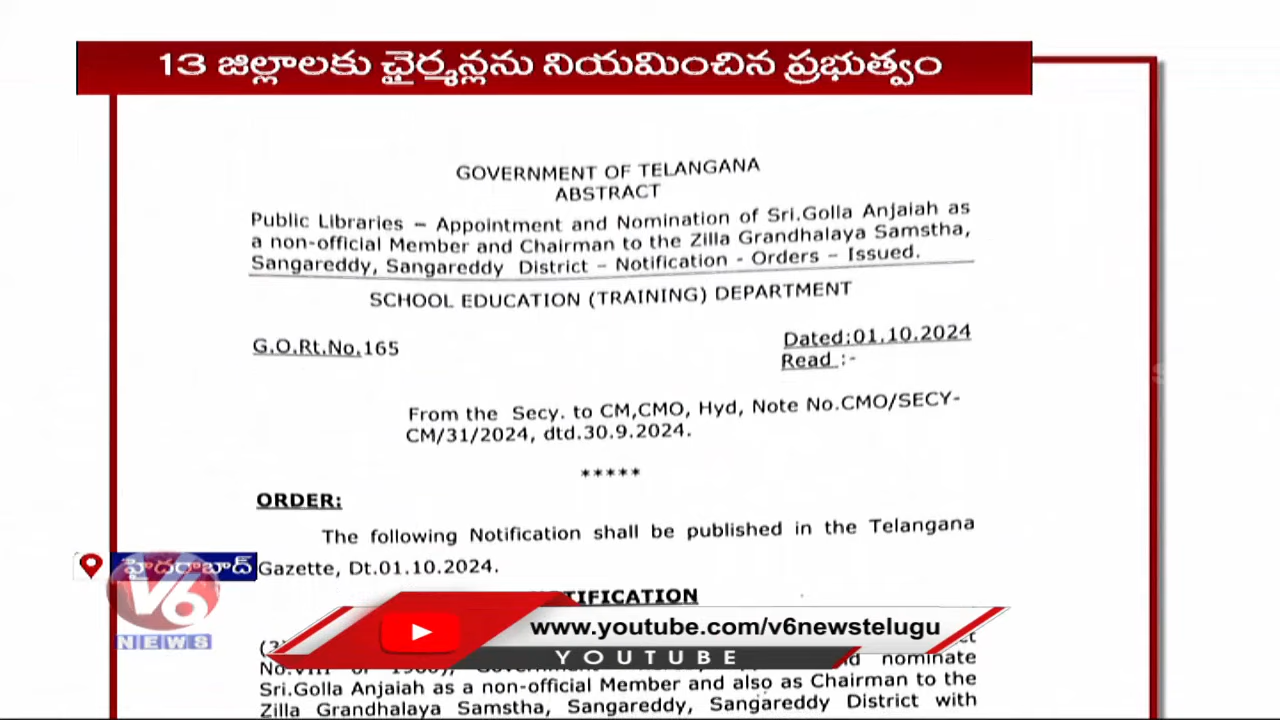 13 జిల్లాలకు ఛైర్మన్లను నియమించిన ప్రభుత్వం
GOVERNMENT OF TELANGANA
ABSTRACT
Public Libraries – Appointment and Nomination of Sri.Golla Anjaiah as
a non-official Member and Chairman to the Zilla Grandhalaya Samstha,
Sangareddy, Sangareddy District – Notification - Orders – Issued.
SCHOOL EDUCATION (TRAINING) DEPARTMENT
G.O.Rt.No.165
Dated:01.10.2024
Read :-
From the Secy. to CM,CMO, Hyd, Note No.CMO/SECY-
CM/31/2024, dtd.30.9.2024.
*****
ORDER:
The following Notification shall be published in the Telangana
హైదరాబాద్
Gazette, Dt.01.10.2024.
V6
NEWS
www.youtube.com/v6newstelugu
YOUTUBE
nominate
Sri.Golla Anjaiah as a non-official Member and also as Chairman to the
Zilla Grandhalaya Samstha, Sangareddy, Sangareddy District with